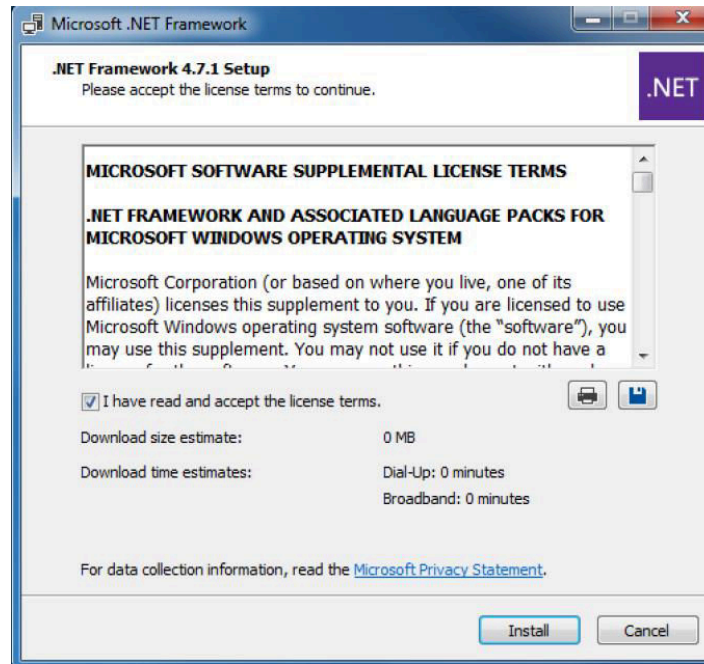 Microsoft .NET Framework
.NET Framework 4.7.1 Setup
Please accept the license terms to continue.
.NET
MICROSOFT SOFTWARE SUPPLEMENTAL LICENSE TERMS
.NET FRAMEWORK AND ASSOCIATED LANGUAGE PACKS FOR
MICROSOFT WINDOWS OPERATING SYSTEM
Microsoft Corporation (or based on where you live, one of its
affiliates) licenses this supplement to you. If you are licensed to use
Microsoft Windows operating system software (the “software”), you
may use this supplement. You may not use it if you do not have a
I have read and accept the license terms.
Download size estimate: 0 MB
Download time estimates: Dial-Up: 0 minutes
Broadband: 0 minutes
For data collection information, read the Microsoft Privacy Statement.
Install Cancel